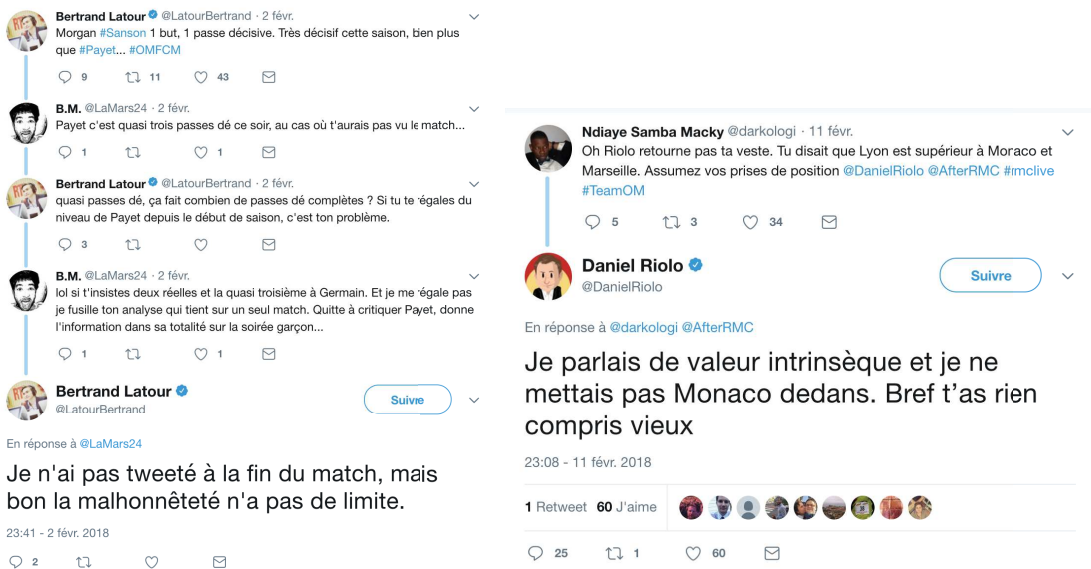 Bertrand Latour @LatourBertrand · 2 févr.
Morgan #Sanson 1 but, 1 passe décisive. Très décisif cette saison, bien plus
que #Payet... #OMFCM
9 11 43
B.M. @LaMars24 · 2 févr.
Payet c'est quasi trois passes dé ce soir, au cas où t'aurais pas vu le match...
1 1
Bertrand Latour @LatourBertrand · 2 févr.
quasi passes dé, ça fait combien de passes dé complètes ? Si tu te régales du
niveau de Payet depuis le début de saison, c'est ton problème.
3
B.M. @LaMars24 · 2 févr.
lol si t'insistes deux réelles et la quasi troisième à Germain. Et je me régale pas
je fusille ton analyse qui tient sur un seul match. Quitte à critiquer Payet, donne
l'information dans sa totalité sur la soirée garçon...
1 1
Bertrand Latour
@LatourBertrand
Suivre
En réponse à @LaMars24
Je n'ai pas tweeté à la fin du match, mais
bon la malhonnêteté n'a pas de limite.
23:41 - 2 févr. 2018
2
Ndiaye Samba Macky @darkologi · 11 févr.
Oh Riolo retourne pas ta veste. Tu disait que Lyon est supérieur à Moraco et
Marseille. Assumez vos prises de position @DanielRiolo @AfterRMC #rmclive
#TeamOM
5 3 34
Daniel Riolo
@DanielRiolo
Suivre
En réponse à @darkologi @AfterRMC
Je parlais de valeur intrinsèque et je ne
mettais pas Monaco dedans. Bref t'as rien
compris vieux
23:08 - 11 févr. 2018
1 Retweet 60 J'aime
25 1 60